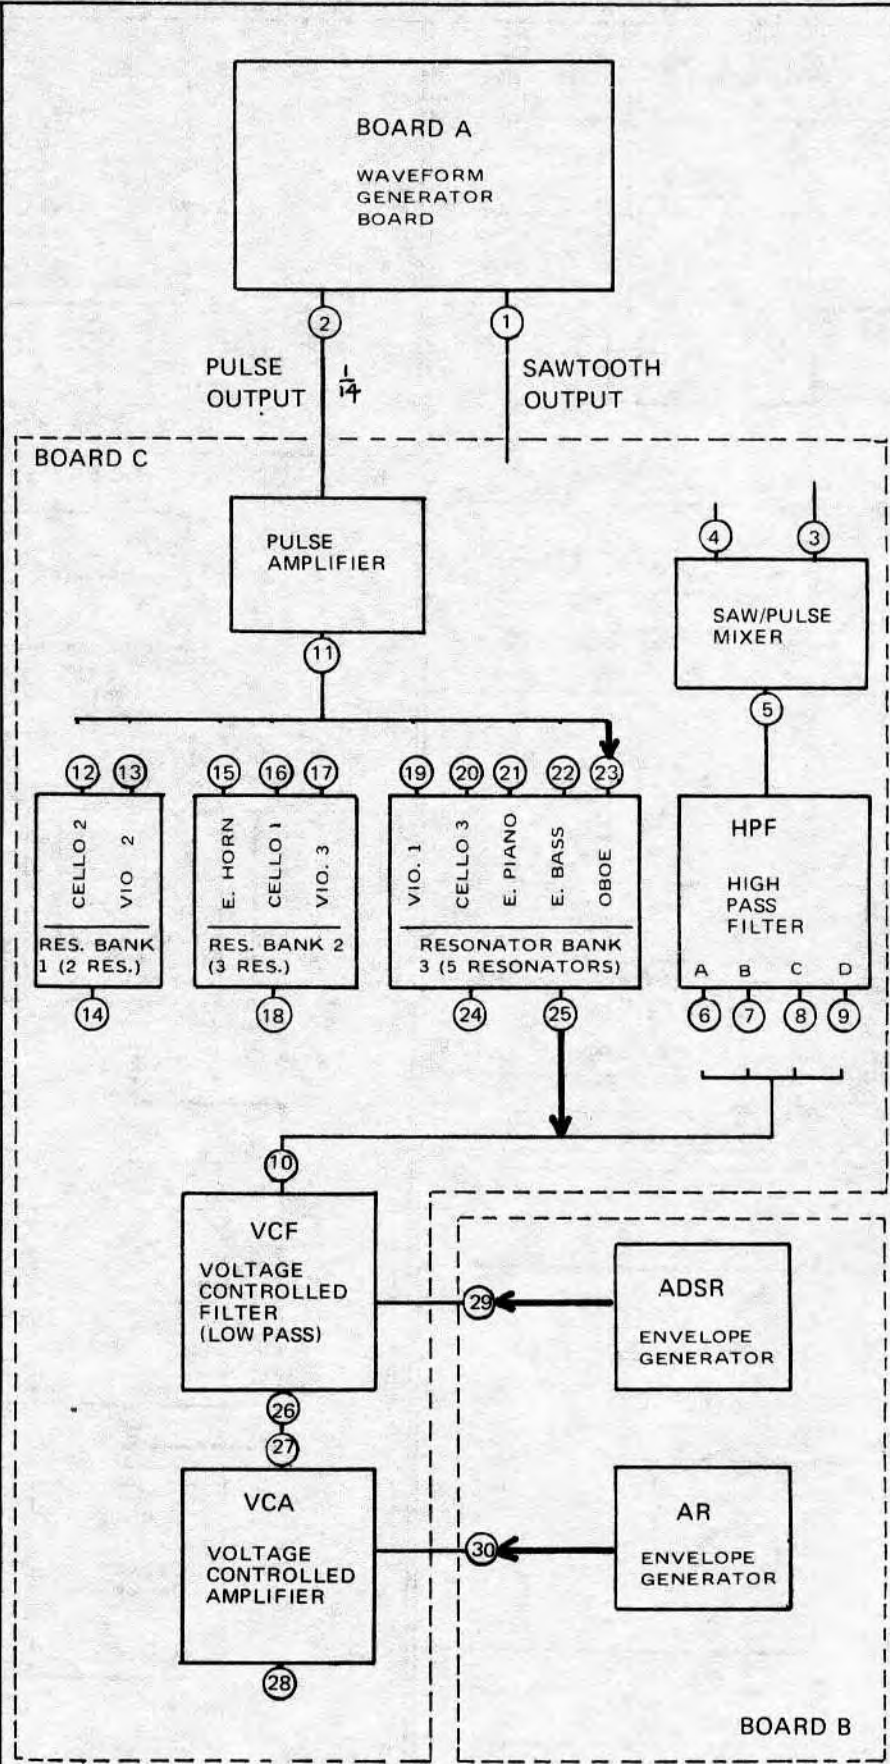 BOARD A
WAVEFORM
GENERATOR
BOARD
2
1
PULSE
OUTPUT
1/14
SAWTOOTH
OUTPUT
BOARD C
PULSE
AMPLIFIER
4
3
SAW/PULSE
MIXER
11
5
12
13
15
16
17
19
20
21
22
23
CELLO 2
VIO 2
RES. BANK
1 (2 RES.)
E. HORN
CELLO 1
VIO. 3
RES. BANK 2
(3 RES.)
VIO. 1
CELLO 3
E. PIANO
E. BASS
OBOE
RESONATOR BANK
3 (5 RESONATORS)
HPF
HIGH
PASS
FILTER
A B C D
14
18
24
25
6
7
8
9
10
VCF
VOLTAGE
CONTROLLED
FILTER
(LOW PASS)
29
ADSR
ENVELOPE
GENERATOR
26
27
VCA
VOLTAGE
CONTROLLED
AMPLIFIER
30
AR
ENVELOPE
GENERATOR
28
BOARD B